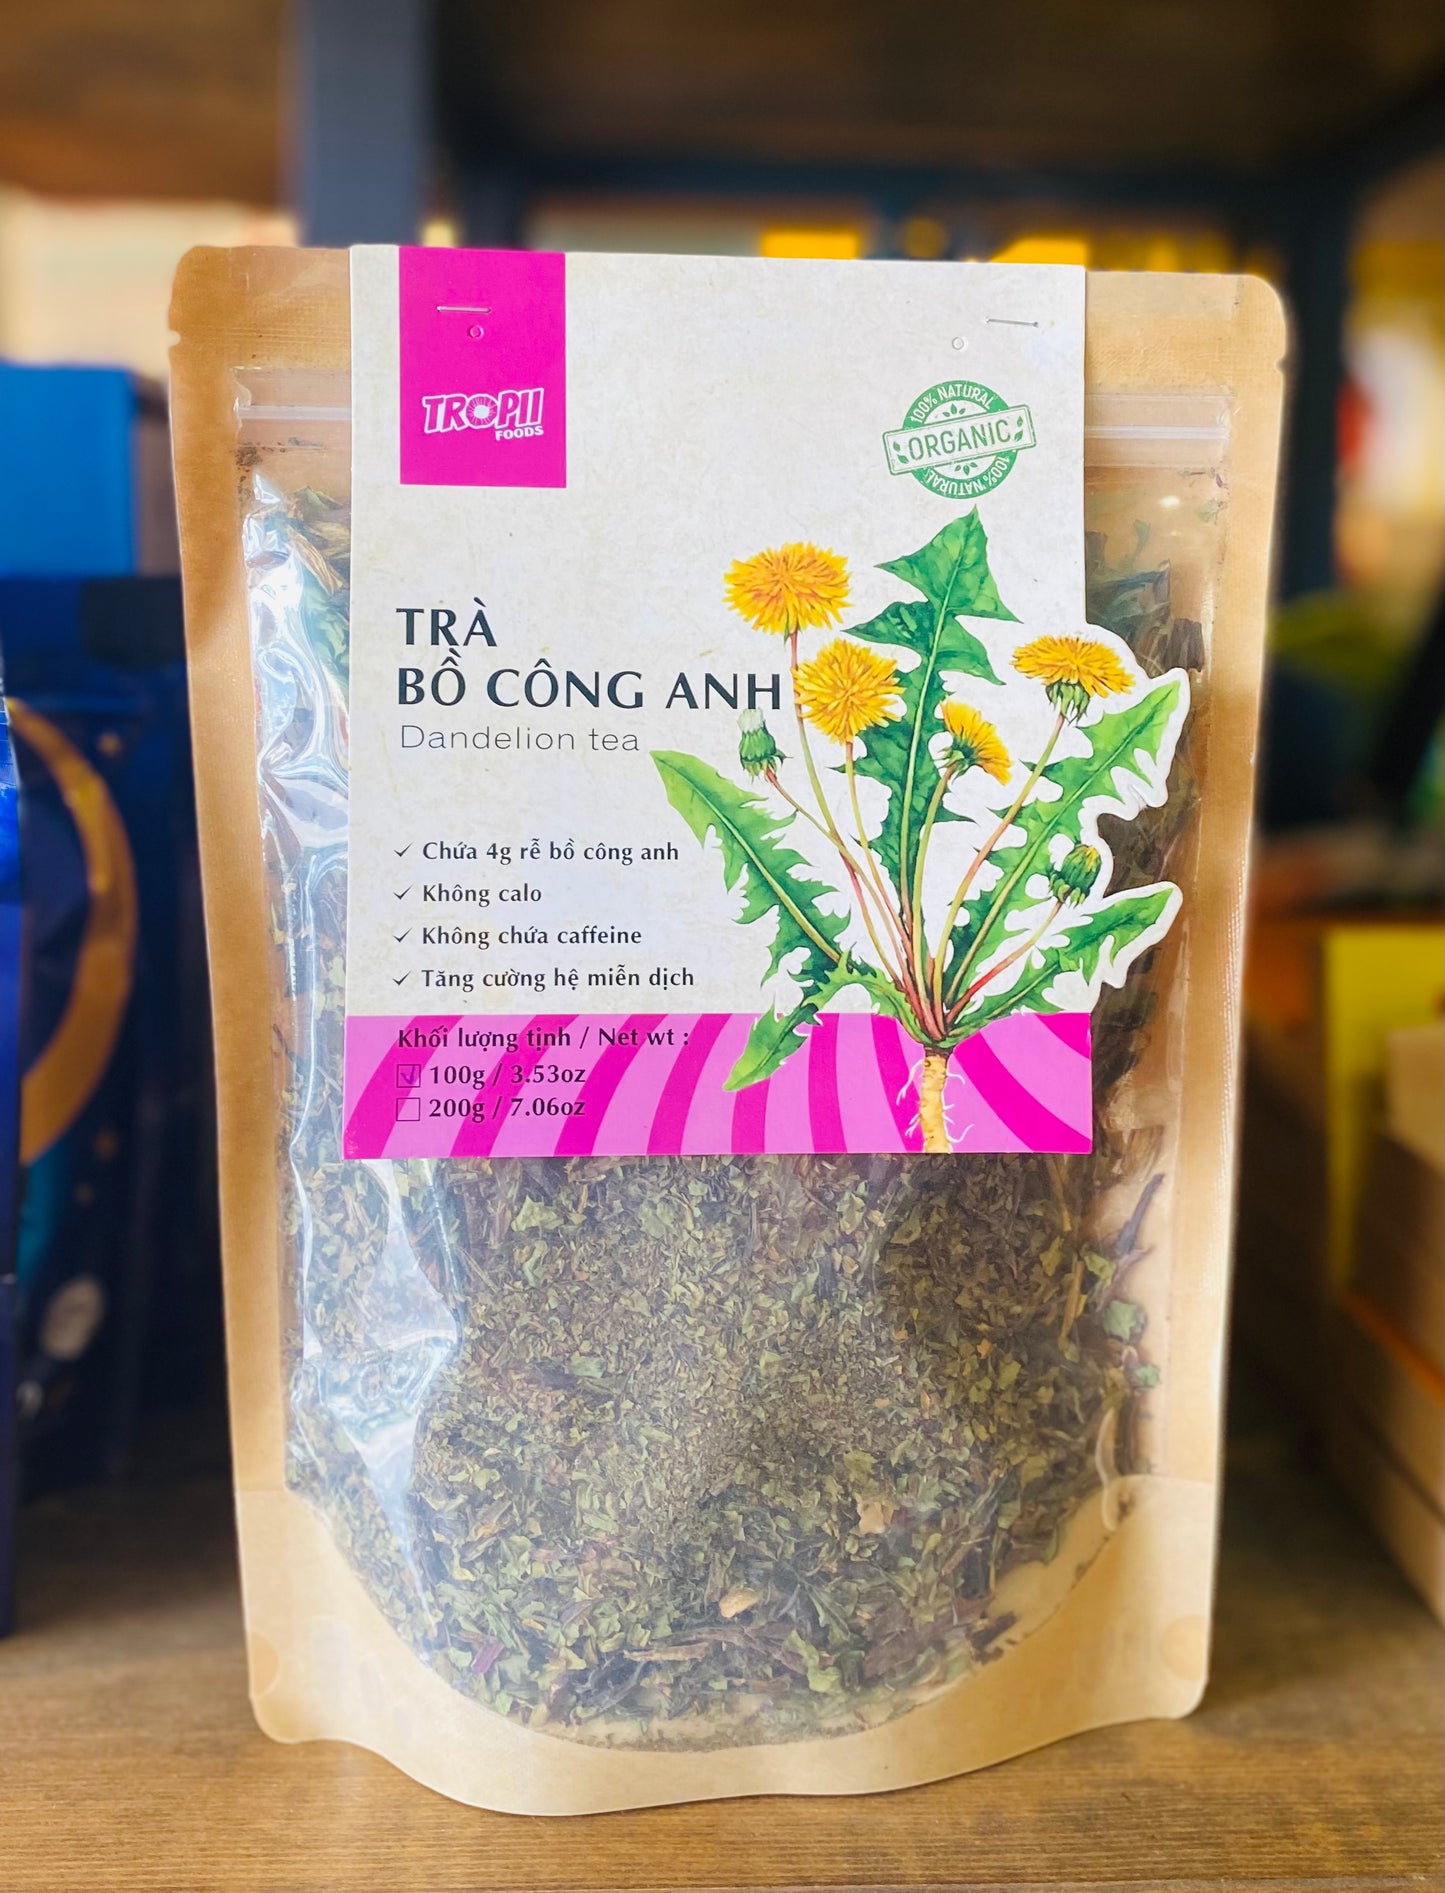 TROPII
FOODS
100% NATURAL
ORGANIC
100% NATURAL
TRÀ
BỒ CÔNG ANH
Dandelion tea
✓ Chứa 4g rễ bồ công anh
✓ Không calo
✓ Không chứa caffeine
✓ Tăng cường hệ miễn dịch
Khối lượng tịnh / Net wt :
☑ 100g / 3.53oz
☐ 200g / 7.06oz